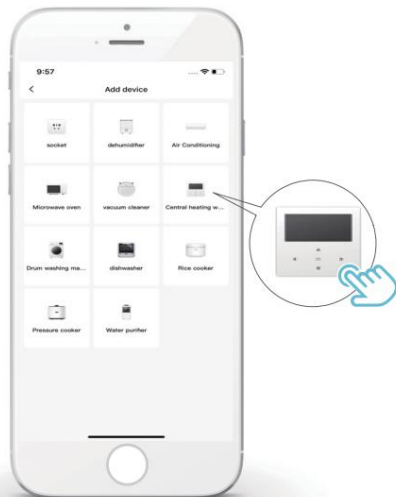 9:57
Add device
socket
dehumidifier
Air Conditioning
Microwave oven
vacuum cleaner
Central heating w...
Drum washing ma...
dishwasher
Rice cooker
Pressure cooker
Water purifier